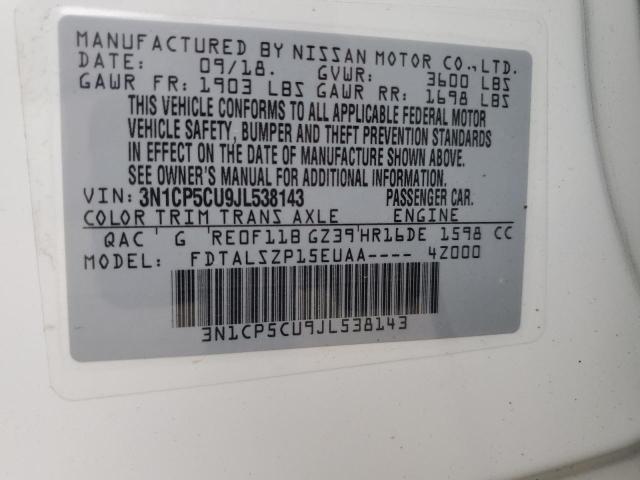 MANUFACTURED BY NISSAN MOTOR CO.,LTD.
DATE: 09/18. GVWR: 3600 LBS
GAWR FR: 1903 LBS GAWR RR: 1698 LBS
THIS VEHICLE CONFORMS TO ALL APPLICABLE FEDERAL MOTOR
VEHICLE SAFETY, BUMPER AND THEFT PREVENTION STANDARDS
IN EFFECT ON THE DATE OF MANUFACTURE SHOWN ABOVE.
SEE OWNER'S MANUAL FOR ADDITIONAL INFORMATION
VIN: 3N1CP5CU9JL538143 PASSENGER CAR.
COLOR TRIM TRANS AXLE ENGINE
QAC G RE0F11B GZ39 HR16DE 1598 CC
MODEL: FDTALSZP15EUAA---- 4Z000
3N1CP5CU9JL538143